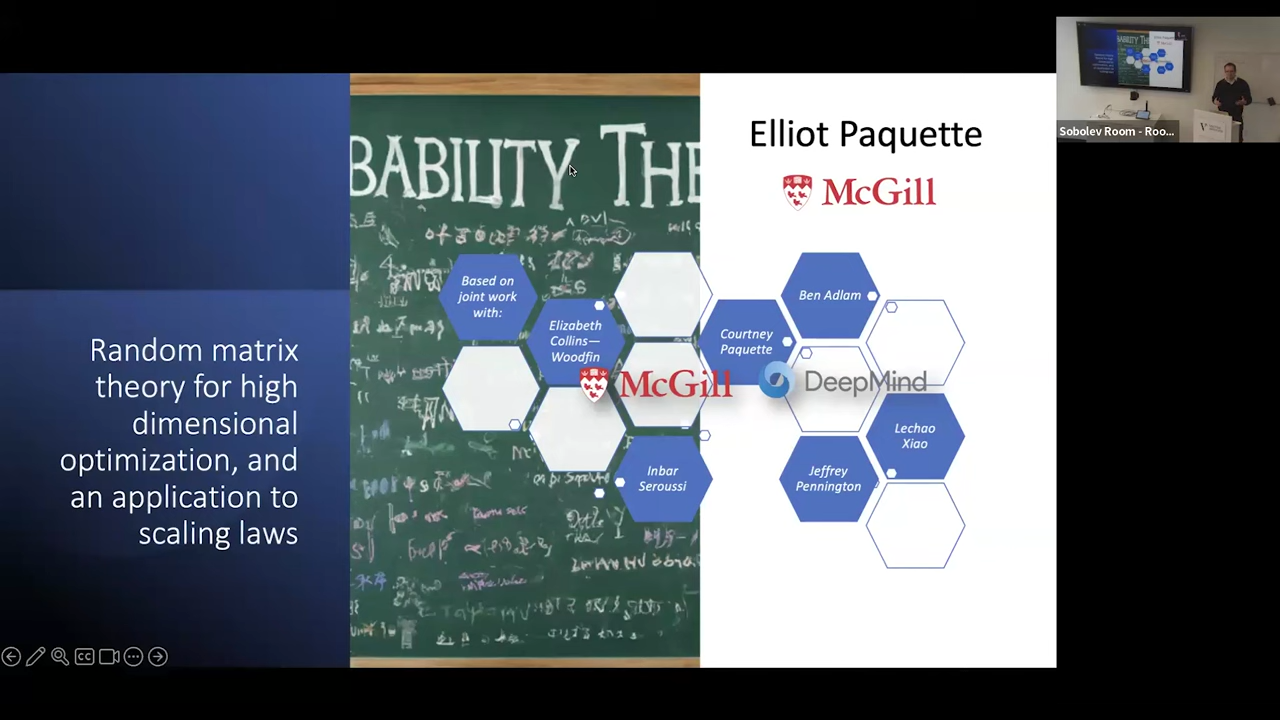 Random matrix
theory for high
dimensional
optimization, and
an application to
scaling laws
BABILITY THE
Elliot Paquette
McGill
Based on
joint work
with:
Elizabeth
Collins—
Woodfin
Inbar
Seroussi
Courtney
Paquette
Ben Adlam
McGill
DeepMind
Lechao
Xiao
Jeffrey
Pennington
Sobolev Room - Roo...
CC